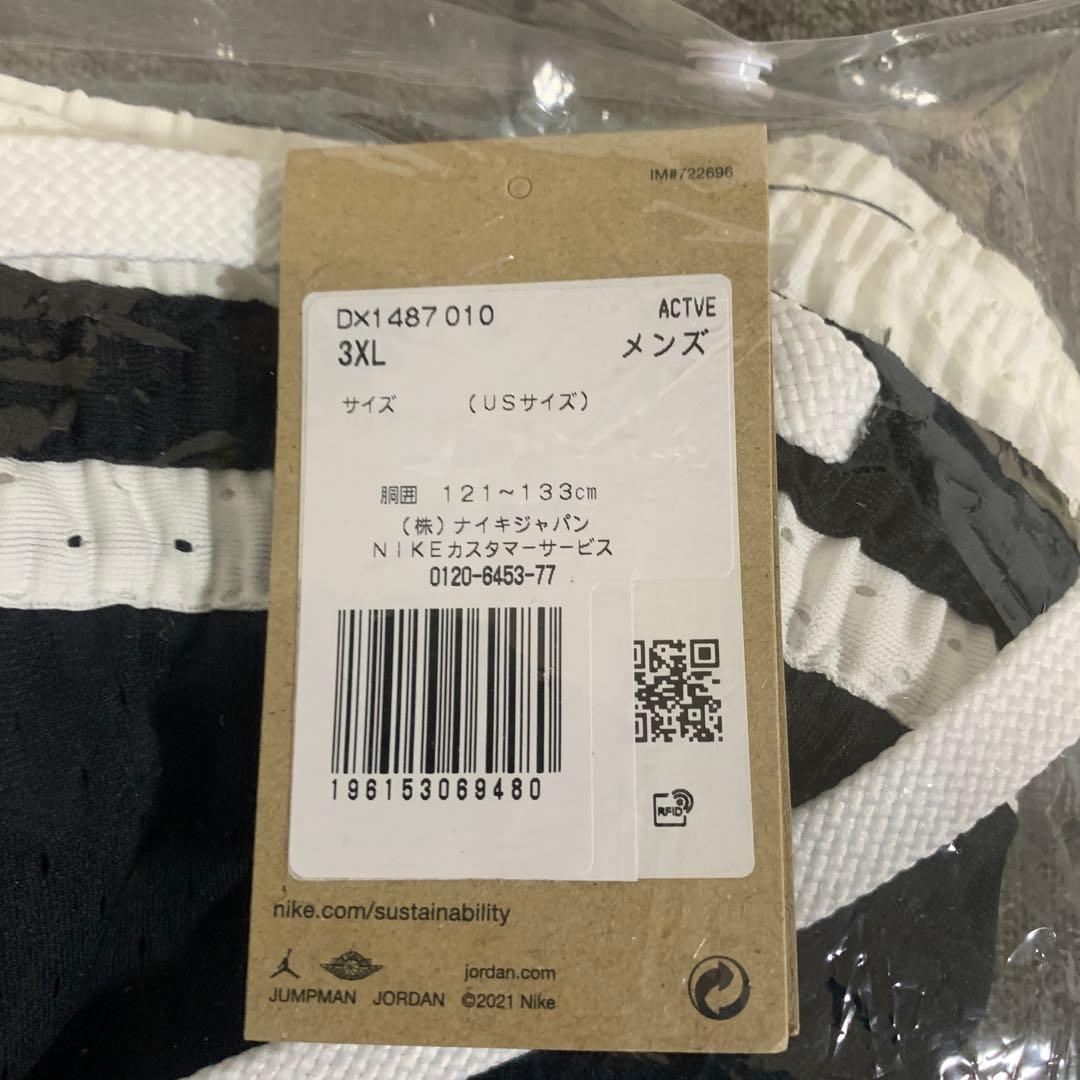 IM#722696
DX1487 010
ACTVE
3XL
メンズ
サイズ
（USサイズ）
胴囲 121～133cm
（株）ナイキジャパン
NIKEカスタマーサービス
0120-6453-77
196153069480
RFID
nike.com/sustainability
jordan.com
JUMPMAN JORDAN ©2021 Nike